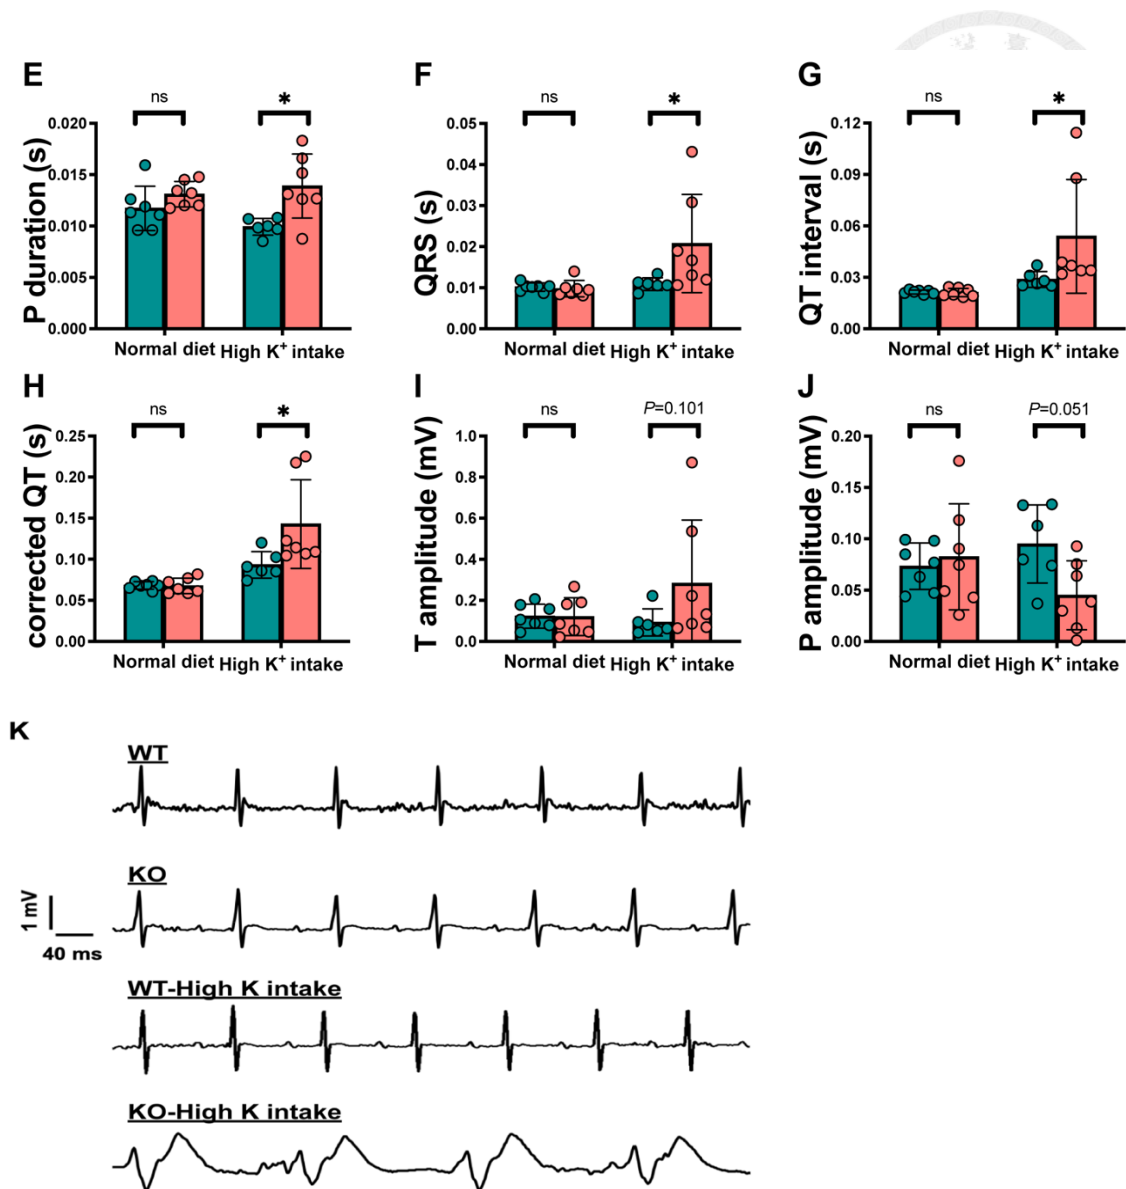 E
F
G
ns
*
ns
*
ns
*
P duration (s)
0.020
0.015
0.010
0.005
0.000
Normal diet
High K⁺ intake
QRS (s)
0.05
0.04
0.03
0.02
0.01
0.00
Normal diet
High K⁺ intake
QT interval (s)
0.12
0.09
0.06
0.03
0.00
Normal diet
High K⁺ intake
H
I
J
ns
*
ns
P=0.101
ns
P=0.051
corrected QT (s)
0.25
0.20
0.15
0.10
0.05
0.00
Normal diet
High K⁺ intake
T amplitude (mV)
1.0
0.8
0.6
0.4
0.2
0.0
Normal diet
High K⁺ intake
P amplitude (mV)
0.20
0.15
0.10
0.05
0.00
Normal diet
High K⁺ intake
K
WT
KO
1 mV
40 ms
WT-High K intake
KO-High K intake